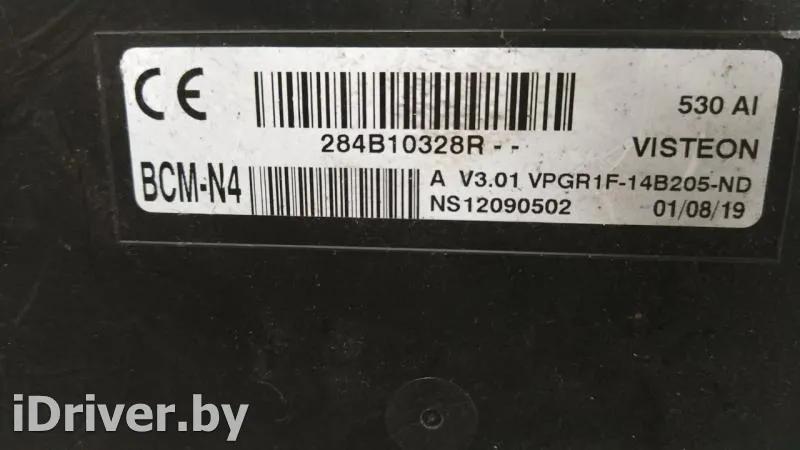 CE
530 AI
284B10328R - -
VISTEON
BCM-N4
A V3.01 VPGR1F-14B205-ND
NS12090502
01/08/19
iDriver.by